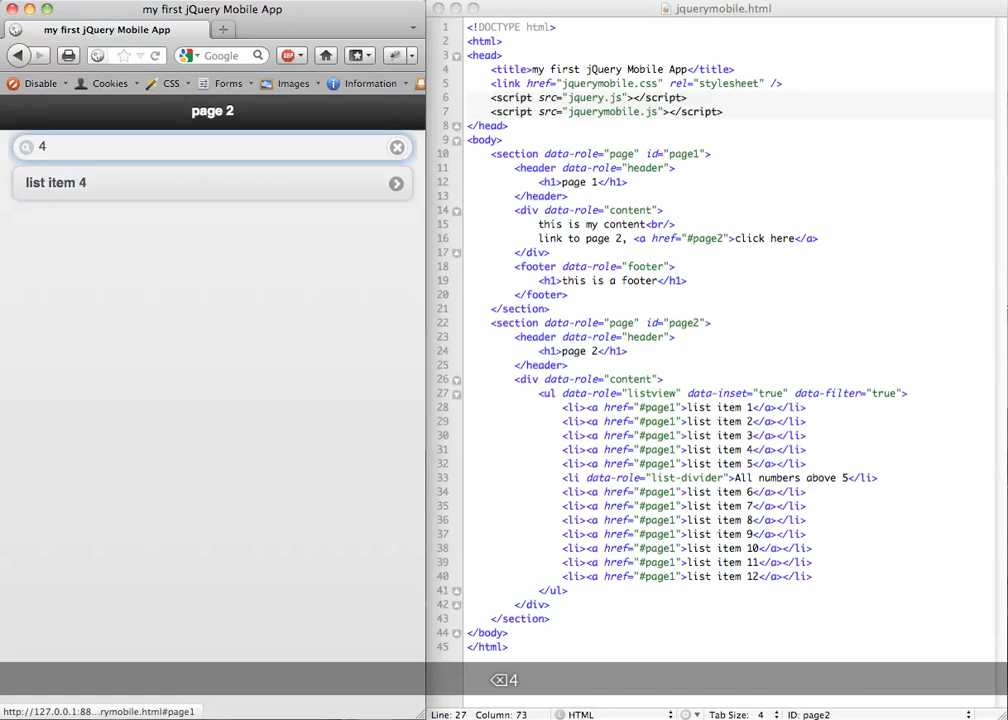 my first jQuery Mobile App
my first jQuery Mobile App
Google
Disable
Cookies
CSS
Forms
Images
Information
page 2
4
list item 4
http://127.0.0.1:88...rymobile.html#page1
jquerymobile.html
1 <!DOCTYPE html>
2 <html>
3 <head>
4 <title>my first jQuery Mobile App</title>
5 <link href="jquerymobile.css" rel="stylesheet" />
6 <script src="jquery.js"></script>
7 <script src="jquerymobile.js"></script>
8 </head>
9 <body>
10 <section data-role="page" id="page1">
11 <header data-role="header">
12 <h1>page 1</h1>
13 </header>
14 <div data-role="content">
15 this is my content<br/>
16 link to page 2, <a href="#page2">click here</a>
17 </div>
18 <footer data-role="footer">
19 <h1>this is a footer</h1>
20 </footer>
21 </section>
22 <section data-role="page" id="page2">
23 <header data-role="header">
24 <h1>page 2</h1>
25 </header>
26 <div data-role="content">
27 <ul data-role="listview" data-inset="true" data-filter="true">
28 <li><a href="#page1">list item 1</a></li>
29 <li><a href="#page1">list item 2</a></li>
30 <li><a href="#page1">list item 3</a></li>
31 <li><a href="#page1">list item 4</a></li>
32 <li><a href="#page1">list item 5</a></li>
33 <li data-role="list-divider">All numbers above 5</li>
34 <li><a href="#page1">list item 6</a></li>
35 <li><a href="#page1">list item 7</a></li>
36 <li><a href="#page1">list item 8</a></li>
37 <li><a href="#page1">list item 9</a></li>
38 <li><a href="#page1">list item 10</a></li>
39 <li><a href="#page1">list item 11</a></li>
40 <li><a href="#page1">list item 12</a></li>
41 </ul>
42 </div>
43 </section>
44 </body>
45 </html>
⌫4
Line: 27 Column: 73 HTML Tab Size: 4 ID: page2